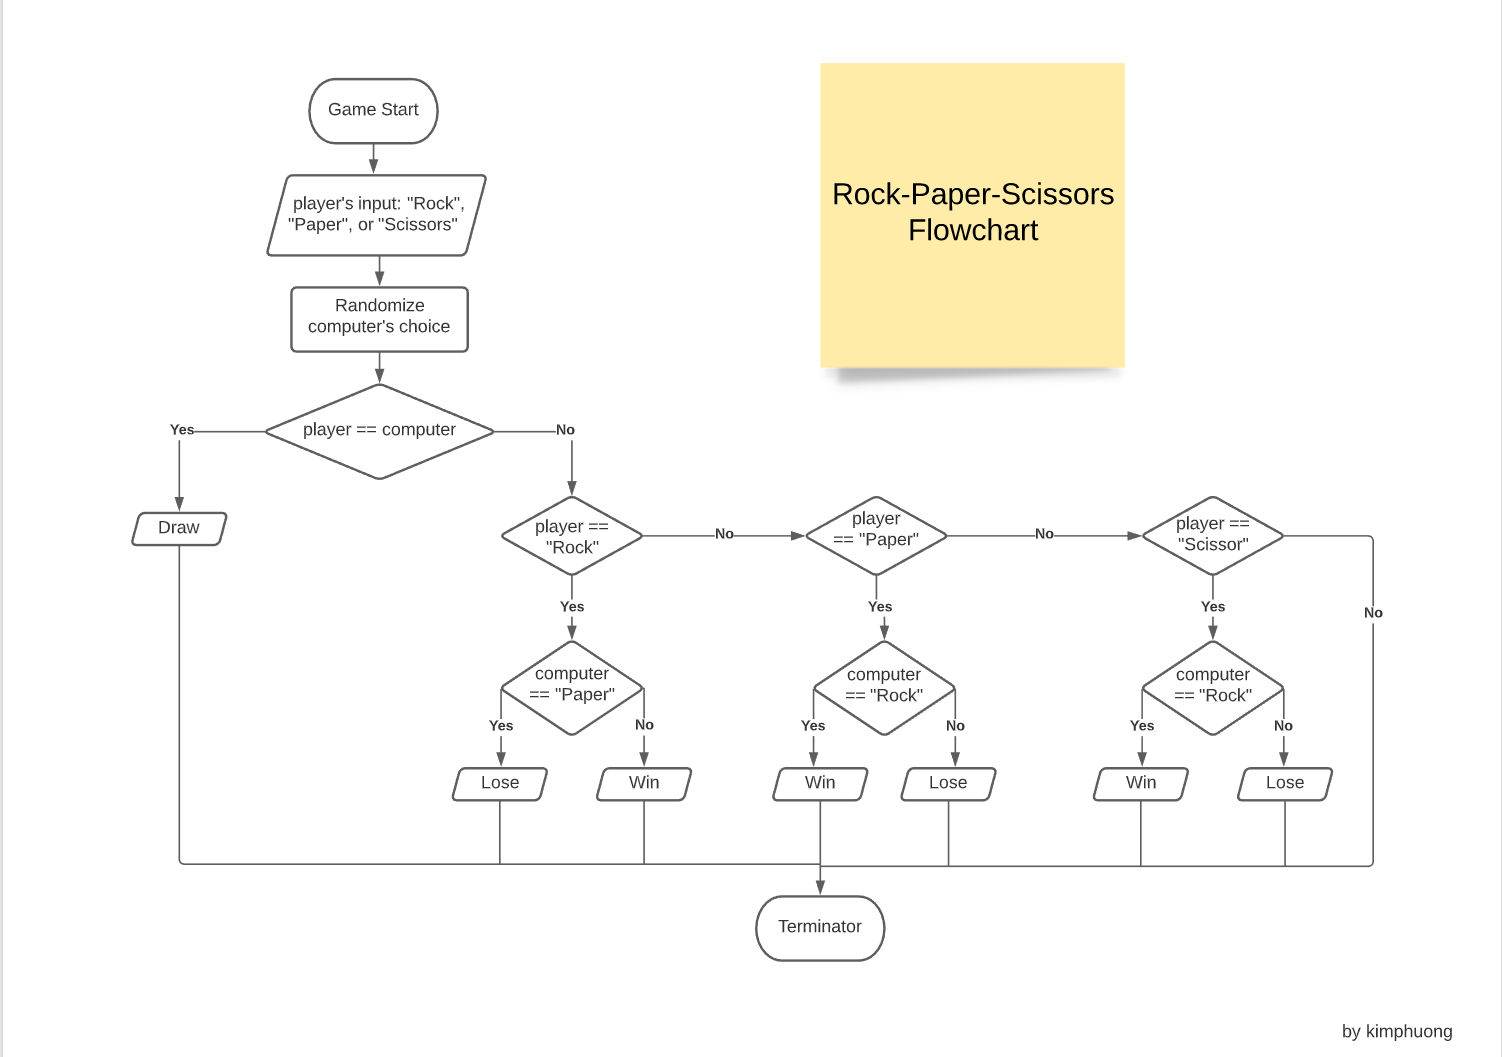 Game Start
player's input: "Rock",
"Paper", or "Scissors"
Randomize
computer's choice
player == computer
Yes
No
Rock-Paper-Scissors
Flowchart
Draw
player ==
"Rock"
No
player
== "Paper"
No
player ==
"Scissor"
No
Yes
Yes
Yes
computer
== "Paper"
computer
== "Rock"
computer
== "Rock"
Yes
No
Yes
No
Yes
No
Lose
Win
Win
Lose
Win
Lose
Terminator
by kimphuong